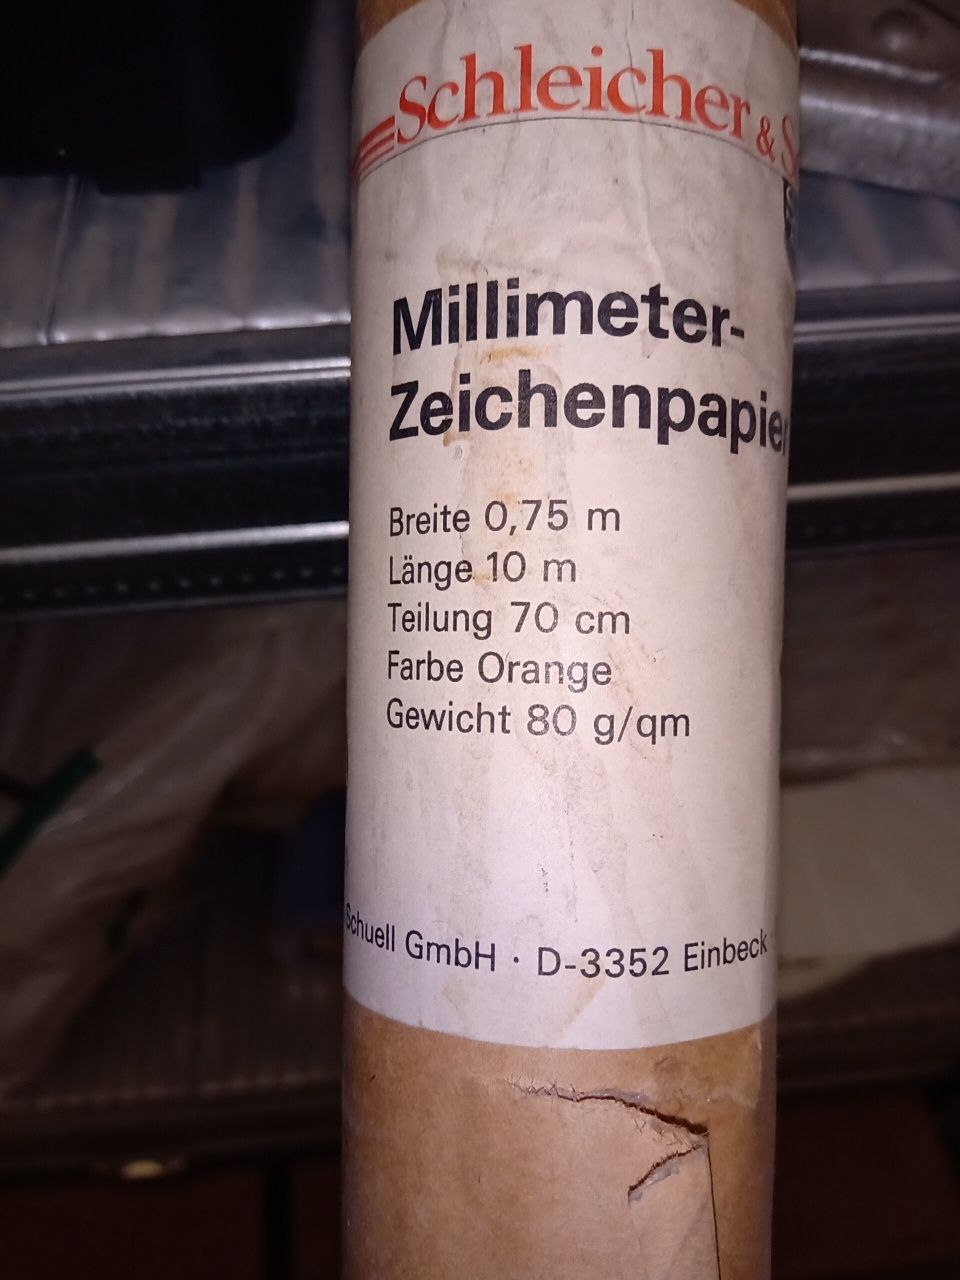 Schleicher & S
Millimeter-
Zeichenpapier
Breite 0,75 m
Länge 10 m
Teilung 70 cm
Farbe Orange
Gewicht 80 g/qm
Schuell GmbH · D-3352 Einbeck ·